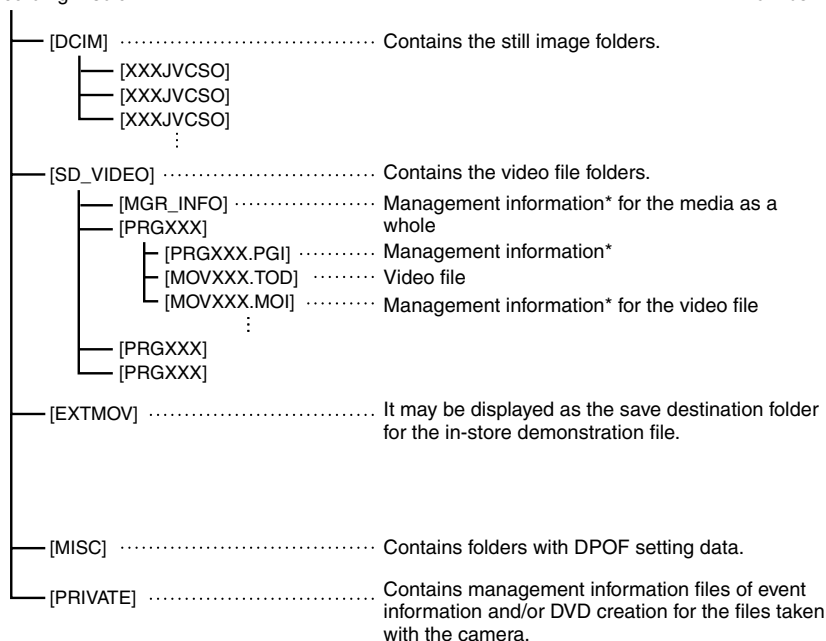 [DCIM] Contains the still image folders.
[XXXJVCSO]
[XXXJVCSO]
[XXXJVCSO]
[SD_VIDEO] Contains the video file folders.
[MGR_INFO] Management information* for the media as a
whole
[PRGXXX]
[PRGXXX.PGI] Management information*
[MOVXXX.TOD] Video file
[MOVXXX.MOI] Management information* for the video file
[PRGXXX]
[PRGXXX]
[EXTMOV] It may be displayed as the save destination folder
for the in-store demonstration file.
[MISC] Contains folders with DPOF setting data.
[PRIVATE] Contains management information files of event
information and/or DVD creation for the files taken
with the camera.